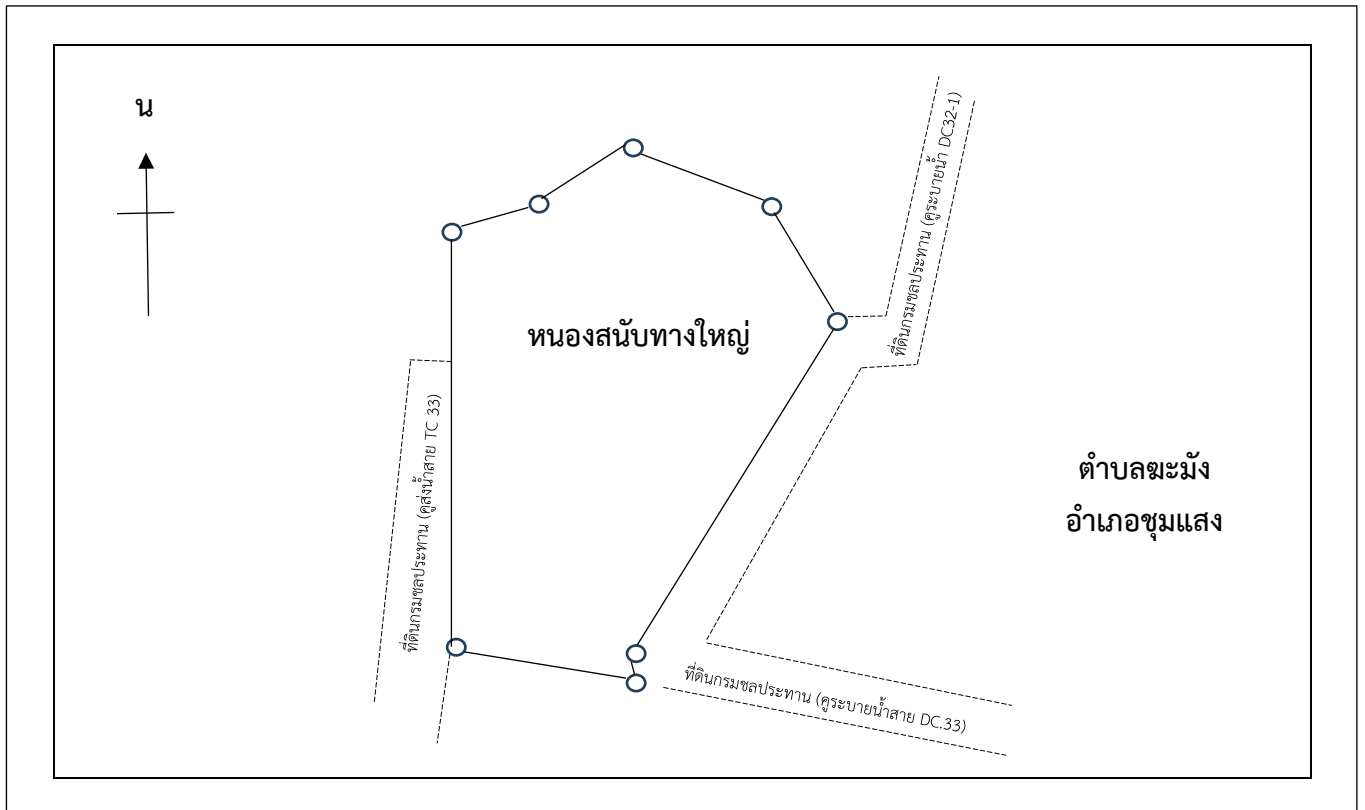 น
ที่ดินกรมชลประทาน (คูระบายน้ำ DC32-1)
หนองสนับทางใหญ่
ที่ดินกรมชลประทาน (คูส่งน้ำสาย TC 33)
ตำบลฆะมัง
อำเภอชุมแสง
ที่ดินกรมชลประทาน (คูระบายน้ำสาย DC.33)